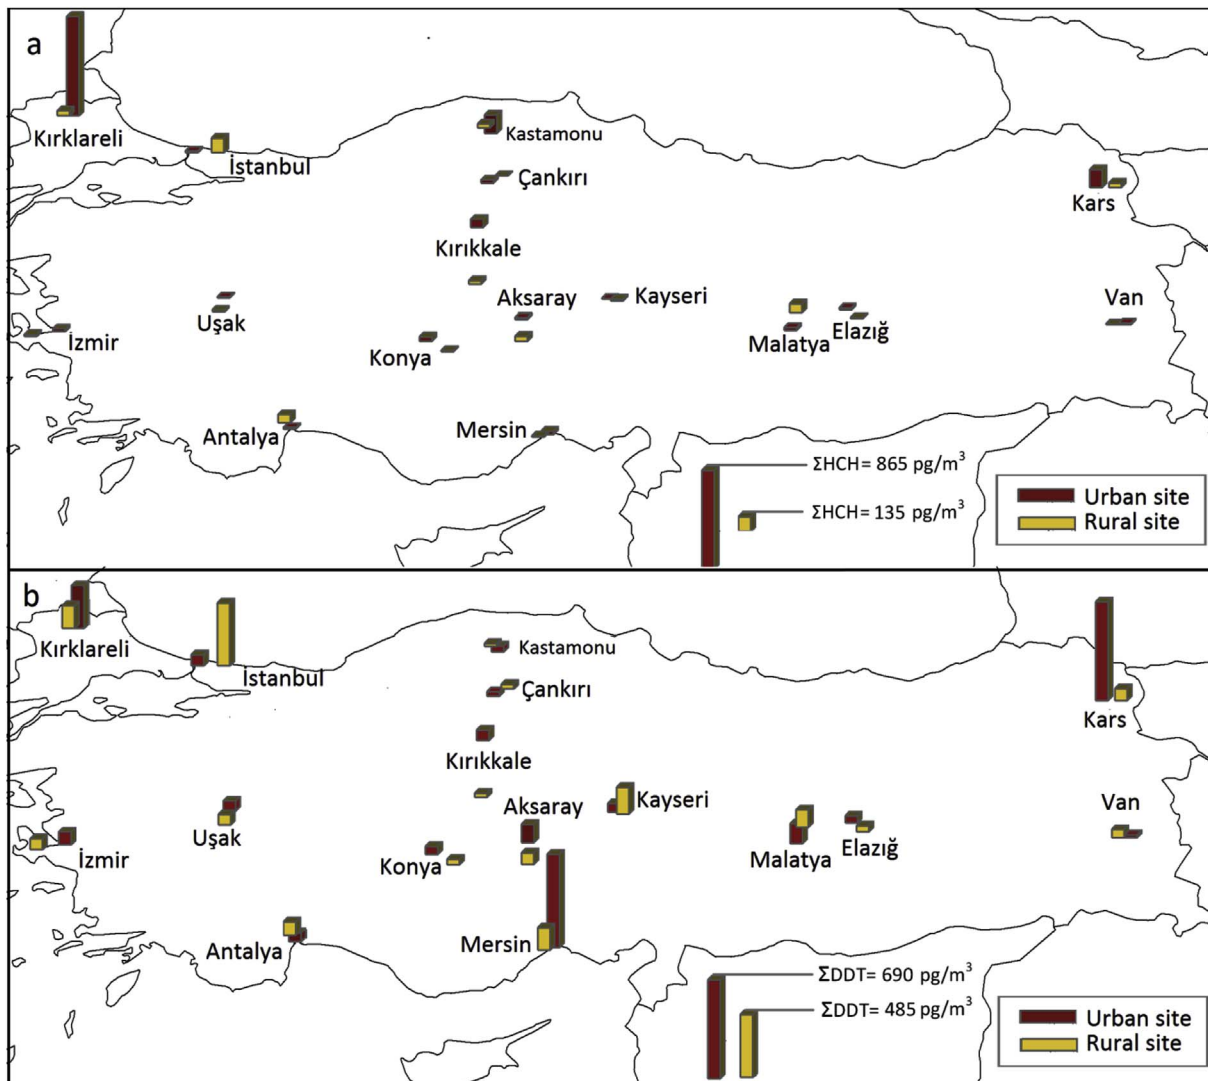 a
Kırklareli
İstanbul
Kastamonu
Çankırı
Kars
Kırıkkale
Aksaray
Kayseri
Van
Uşak
İzmir
Konya
Malatya
Elazığ
Antalya
Mersin
ΣHCH= 865 pg/m³
ΣHCH= 135 pg/m³
Urban site
Rural site
b
Kırklareli
İstanbul
Kastamonu
Çankırı
Kars
Kırıkkale
Aksaray
Kayseri
Van
Uşak
İzmir
Konya
Malatya
Elazığ
Antalya
Mersin
ΣDDT= 690 pg/m³
ΣDDT= 485 pg/m³
Urban site
Rural site